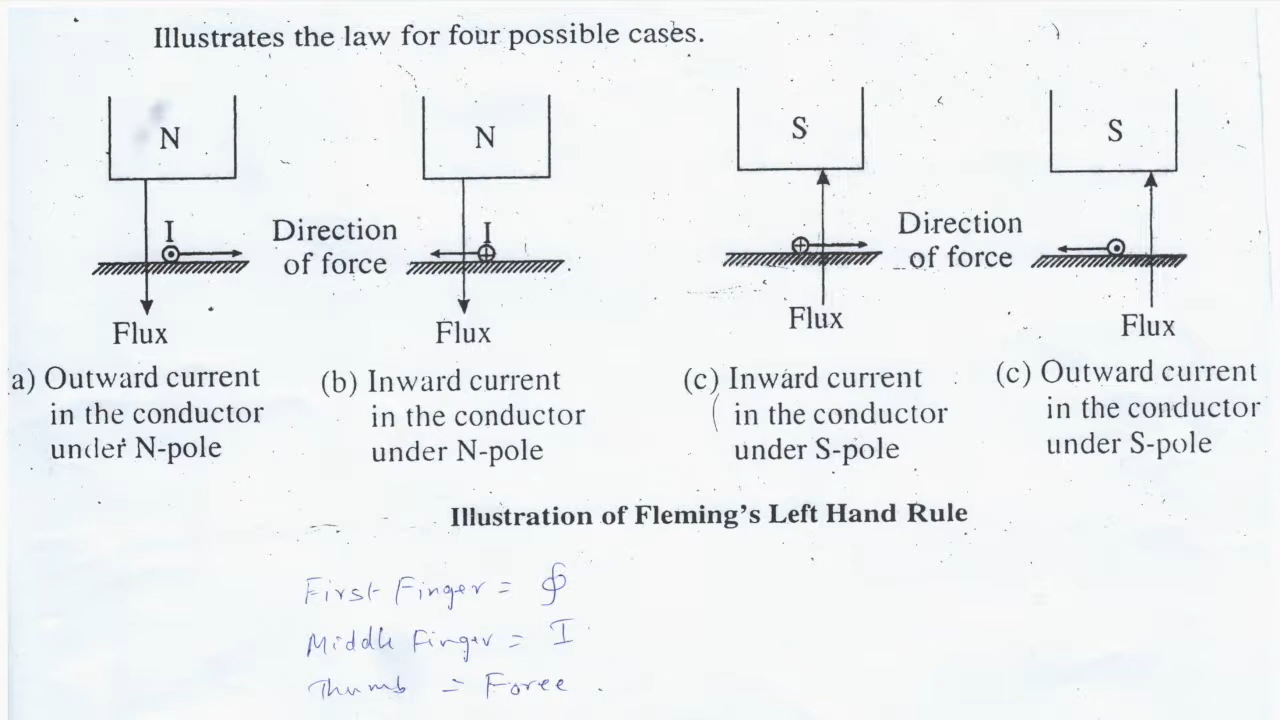 Illustrates the law for four possible cases.
N
N
S
S
I
Direction
of force
I
Direction
of force
Flux
Flux
Flux
Flux
a) Outward current
in the conductor
under N-pole
(b) Inward current
in the conductor
under N-pole
(c) Inward current
in the conductor
under S-pole
(c) Outward current
in the conductor
under S-pole
Illustration of Fleming's Left Hand Rule
First Finger = ϕ
Middle Finger = I
Thumb = Force.